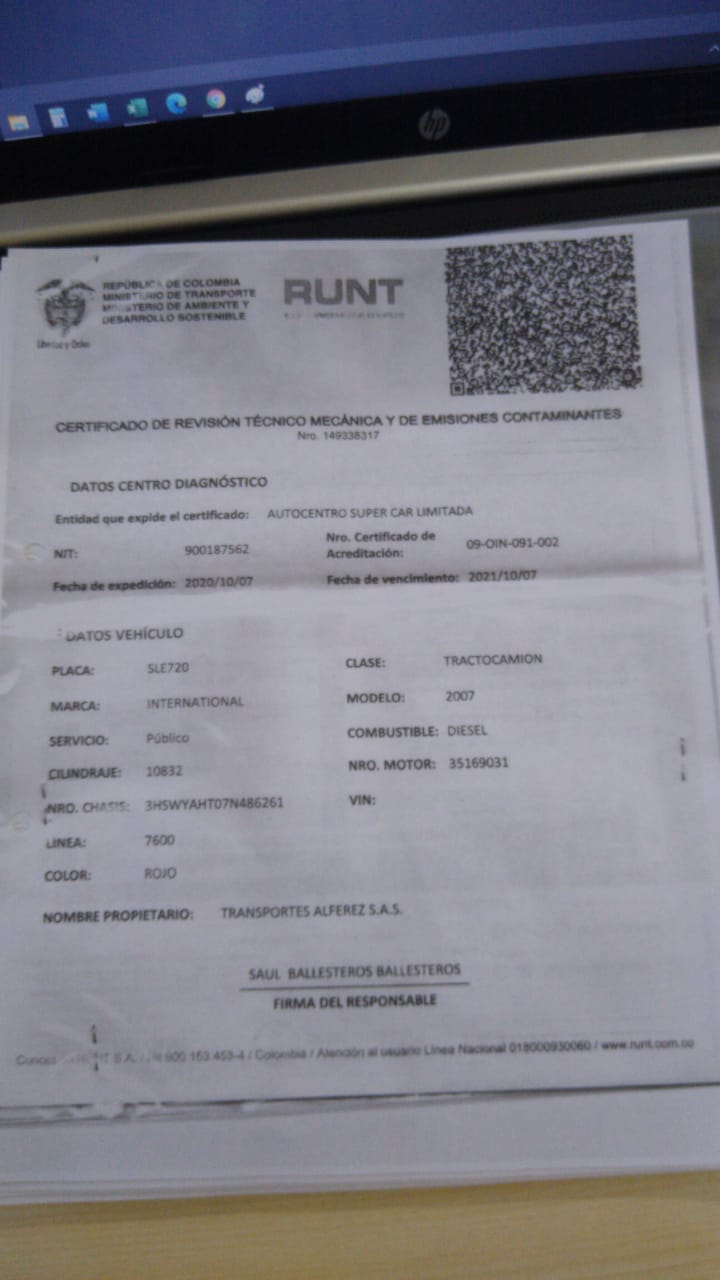 hp
REPÚBLICA DE COLOMBIA
MINISTERIO DE TRANSPORTE
MINISTERIO DE AMBIENTE Y
DESARROLLO SOSTENIBLE
Libertad y Orden
RUNT
CERTIFICADO DE REVISIÓN TÉCNICO MECÁNICA Y DE EMISIONES CONTAMINANTES
Nro. 149338317
DATOS CENTRO DIAGNÓSTICO
Entidad que expide el certificado: AUTOCENTRO SUPER CAR LIMITADA
NIT: 900187562 Nro. Certificado de Acreditación: 09-OIN-091-002
Fecha de expedición: 2020/10/07 Fecha de vencimiento: 2021/10/07
DATOS VEHÍCULO
PLACA: SLE720 CLASE: TRACTOCAMION
MARCA: INTERNATIONAL MODELO: 2007
SERVICIO: Público COMBUSTIBLE: DIESEL
CILINDRAJE: 10832 NRO. MOTOR: 35169031
NRO. CHASIS: 3HSWYAHT07N486261 VIN:
LINEA: 7600
COLOR: ROJO
NOMBRE PROPIETARIO: TRANSPORTES ALFEREZ S.A.S.
SAUL BALLESTEROS BALLESTEROS
FIRMA DEL RESPONSABLE
S.A. / 900 153 453-4 / Colombia / Atención al usuario Línea Nacional 018000930060 / www.runt.com.co